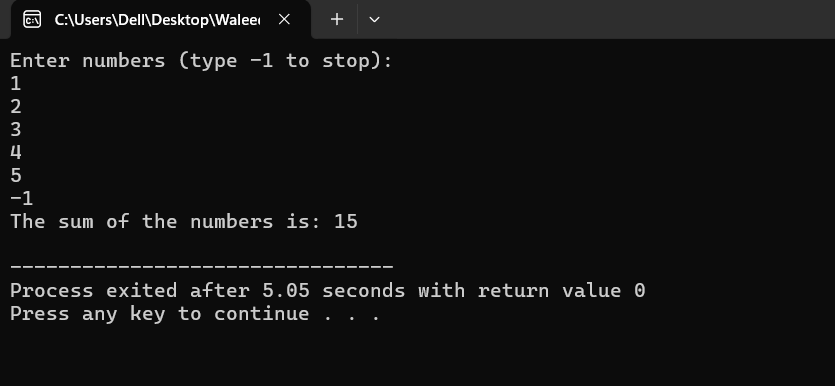 C:\Users\Dell\Desktop\Walee
Enter numbers (type -1 to stop):
1
2
3
4
5
-1
The sum of the numbers is: 15
--------------------------------
Process exited after 5.05 seconds with return value 0
Press any key to continue . . .